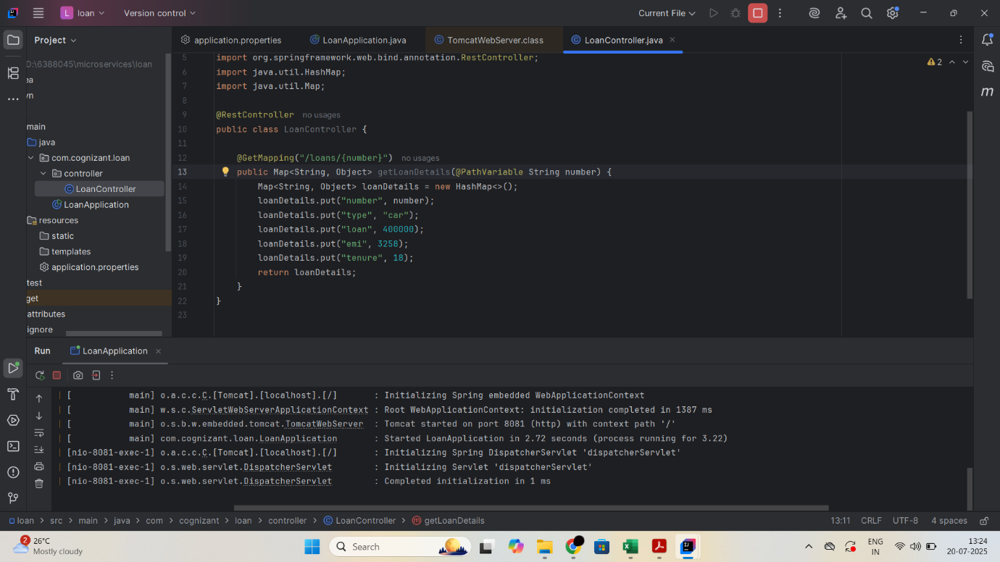 L loan Version control Current File
Project
application.properties LoanApplication.java TomcatWebServer.class LoanController.java
D:\6388045\microservices\loan
ea
vn
main
java
com.cognizant.loan
controller
LoanController
LoanApplication
resources
static
templates
application.properties
test
get
attributes
ignore
2
5 import org.springframework.web.bind.annotation.RestController;
6 import java.util.HashMap;
7 import java.util.Map;
8
9 @RestController no usages
10 public class LoanController {
11
12 @GetMapping("/loans/{number}") no usages
13 public Map<String, Object> getLoanDetails(@PathVariable String number) {
14 Map<String, Object> loanDetails = new HashMap<>();
15 loanDetails.put("number", number);
16 loanDetails.put("type", "car");
17 loanDetails.put("loan", 400000);
18 loanDetails.put("emi", 3258);
19 loanDetails.put("tenure", 18);
20 return loanDetails;
21 }
22 }
23
m
Run LoanApplication
[ main] o.a.c.c.C.[Tomcat].[localhost].[/] : Initializing Spring embedded WebApplicationContext
[ main] w.s.c.ServletWebServerApplicationContext : Root WebApplicationContext: initialization completed in 1387 ms
[ main] o.s.b.w.embedded.tomcat.TomcatWebServer : Tomcat started on port 8081 (http) with context path '/'
[ main] com.cognizant.loan.LoanApplication : Started LoanApplication in 2.72 seconds (process running for 3.22)
[nio-8081-exec-1] o.a.c.c.C.[Tomcat].[localhost].[/] : Initializing Spring DispatcherServlet 'dispatcherServlet'
[nio-8081-exec-1] o.s.web.servlet.DispatcherServlet : Initializing Servlet 'dispatcherServlet'
[nio-8081-exec-1] o.s.web.servlet.DispatcherServlet : Completed initialization in 1 ms
loan > src > main > java > com > cognizant > loan > controller > LoanController > getLoanDetails 13:11 CRLF UTF-8 4 spaces
2 26°C
Mostly cloudy
Search
ENG
IN
13:24
20-07-2025